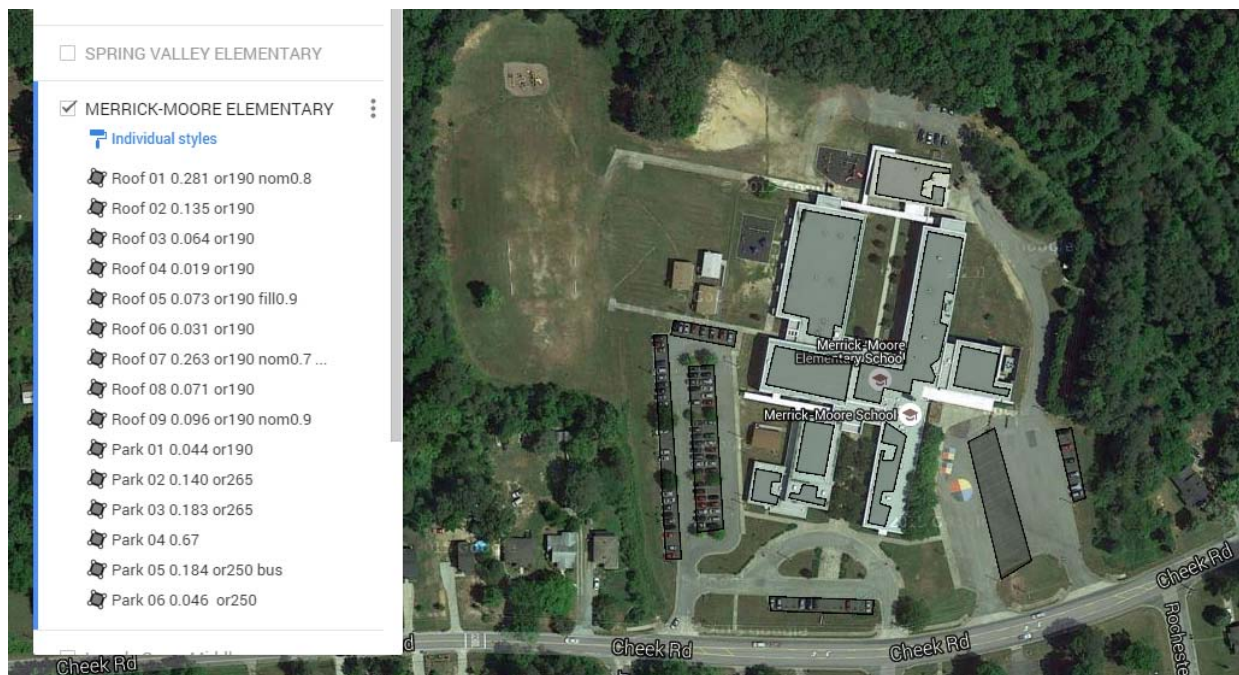 SPRING VALLEY ELEMENTARY
MERRICK-MOORE ELEMENTARY
Individual styles
Roof 01 0.281 or190 nom0.8
Roof 02 0.135 or190
Roof 03 0.064 or190
Roof 04 0.019 or190
Roof 05 0.073 or190 fill0.9
Roof 06 0.031 or190
Roof 07 0.263 or190 nom0.7 ...
Roof 08 0.071 or190
Roof 09 0.096 or190 nom0.9
Park 01 0.044 or190
Park 02 0.140 or265
Park 03 0.183 or265
Park 04 0.67
Park 05 0.184 or250 bus
Park 06 0.046  or250
Merrick-Moore
Elementary School
Merrick-Moore School
Cheek Rd
Cheek Rd
Cheek Rd
Cheek Rd
Rocheste